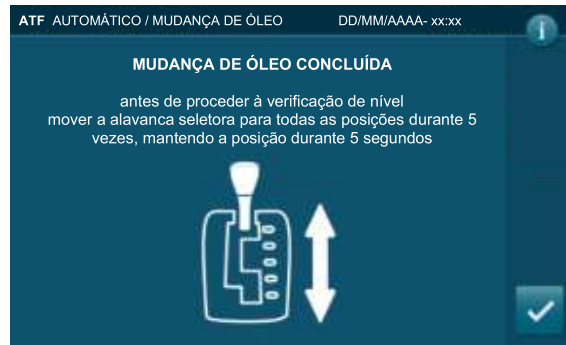 ATF AUTOMÁTICO / MUDANÇA DE ÓLEO DD/MM/AAAA- xx:xx
i
MUDANÇA DE ÓLEO CONCLUÍDA
antes de proceder à verificação de nível
mover a alavanca seletora para todas as posições durante 5
vezes, mantendo a posição durante 5 segundos